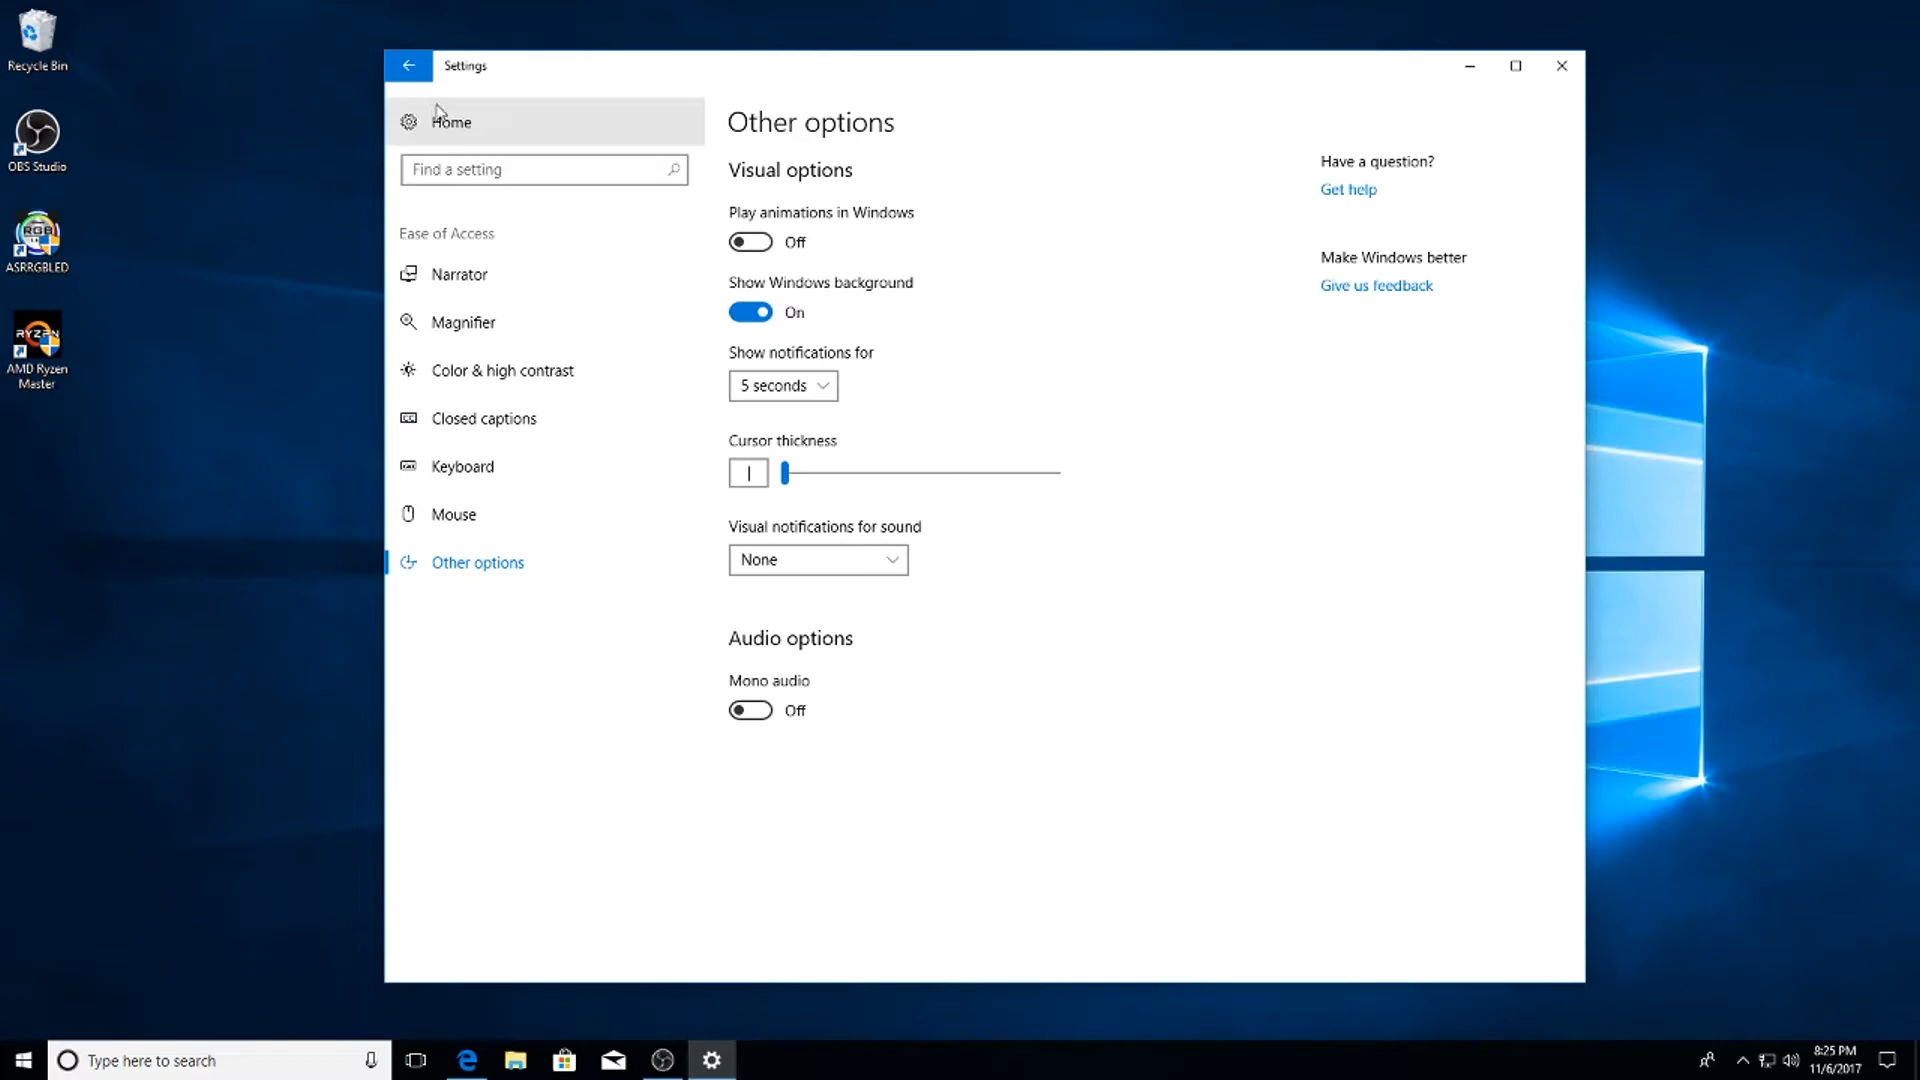 Recycle Bin
OBS Studio
RGB
ASRRGBLED
RYZEN
AMD Ryzen
Master
Settings
Home
Find a setting
Ease of Access
Narrator
Magnifier
Color & high contrast
CC
Closed captions
Keyboard
Mouse
Other options
Other options
Visual options
Play animations in Windows
Off
Show Windows background
On
Show notifications for
5 seconds
Cursor thickness
Visual notifications for sound
None
Audio options
Mono audio
Off
Have a question?
Get help
Make Windows better
Give us feedback
Type here to search
8:25 PM
11/6/2017